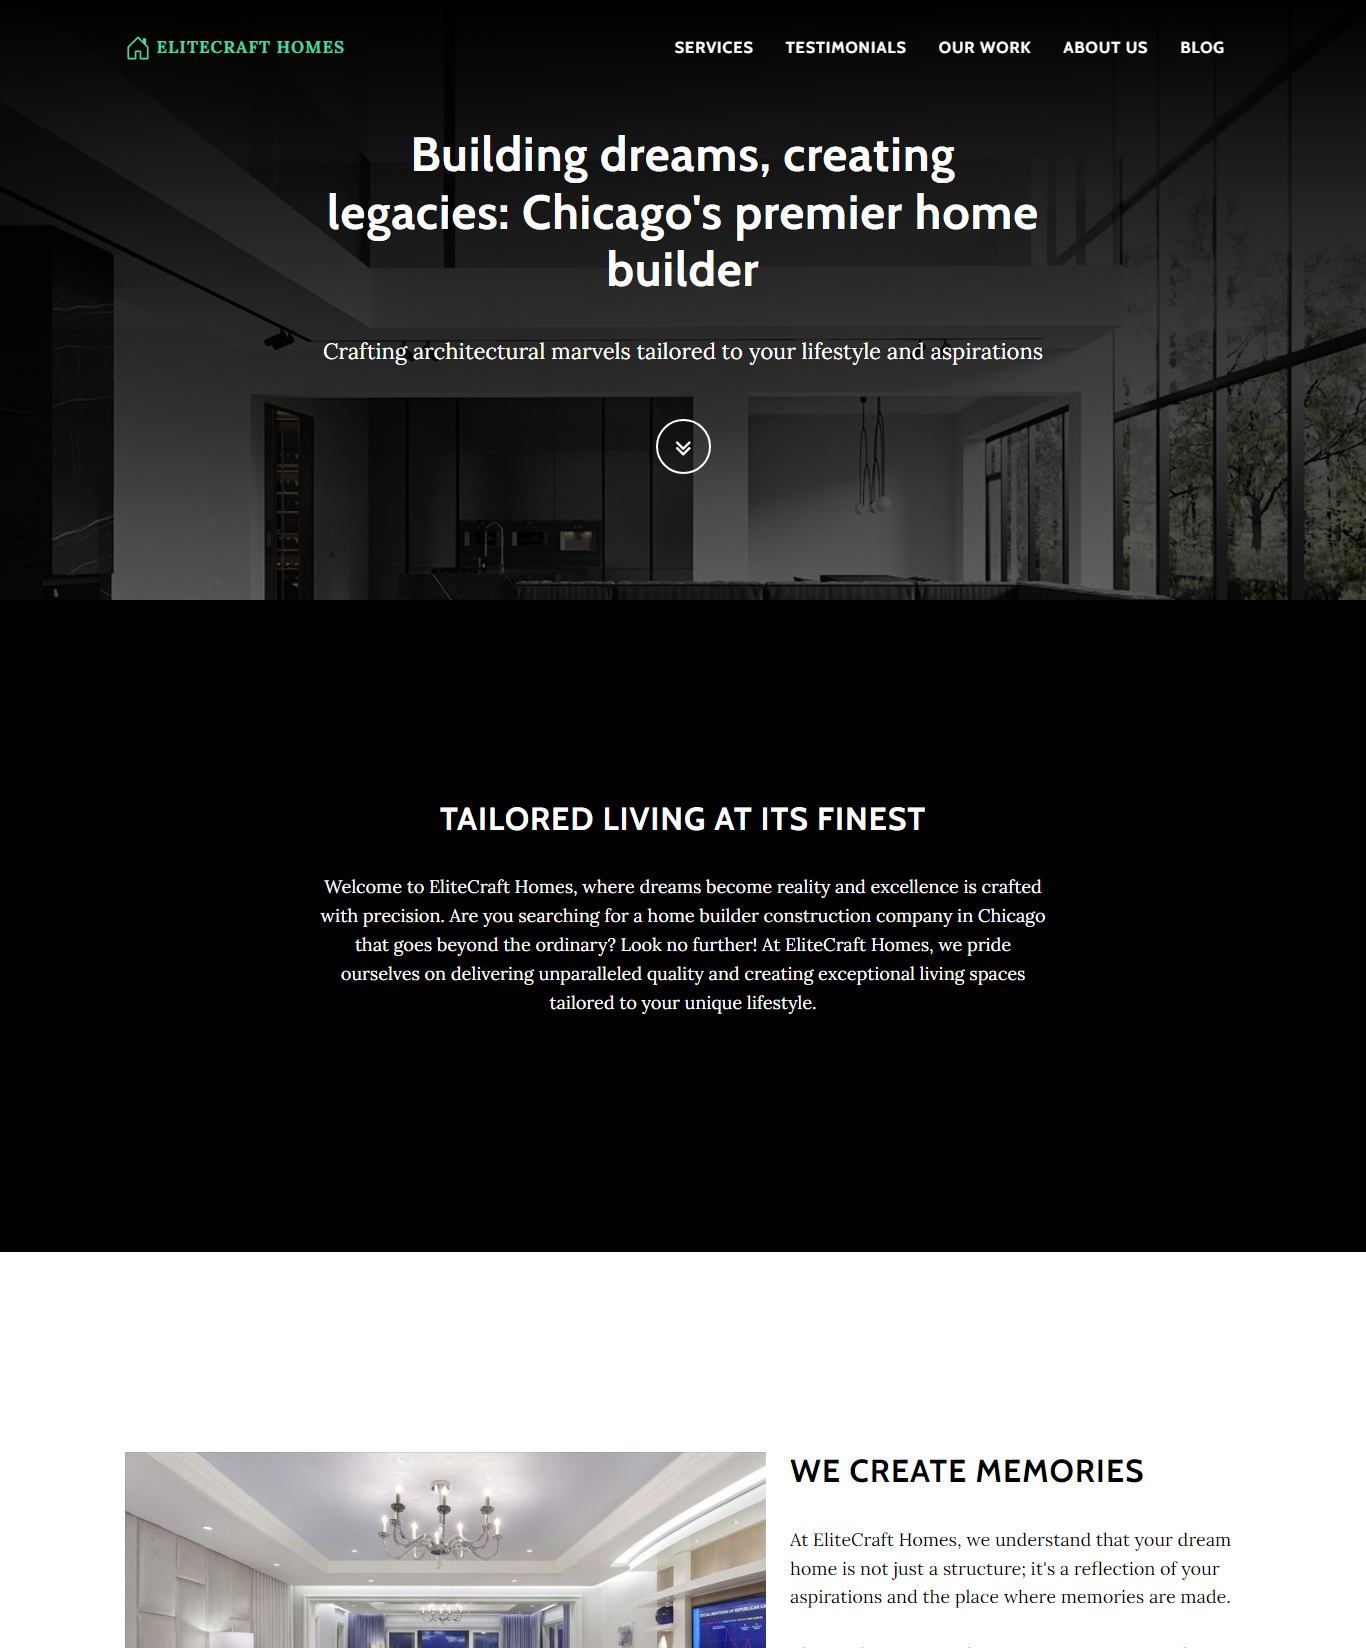 ELITECRAFT HOMES
SERVICES TESTIMONIALS OUR WORK ABOUT US BLOG
Building dreams, creating
legacies: Chicago's premier home
builder
Crafting architectural marvels tailored to your lifestyle and aspirations
TAILORED LIVING AT ITS FINEST
Welcome to EliteCraft Homes, where dreams become reality and excellence is crafted
with precision. Are you searching for a home builder construction company in Chicago
that goes beyond the ordinary? Look no further! At EliteCraft Homes, we pride
ourselves on delivering unparalleled quality and creating exceptional living spaces
tailored to your unique lifestyle.
WE CREATE MEMORIES
At EliteCraft Homes, we understand that your dream
home is not just a structure; it's a reflection of your
aspirations and the place where memories are made.